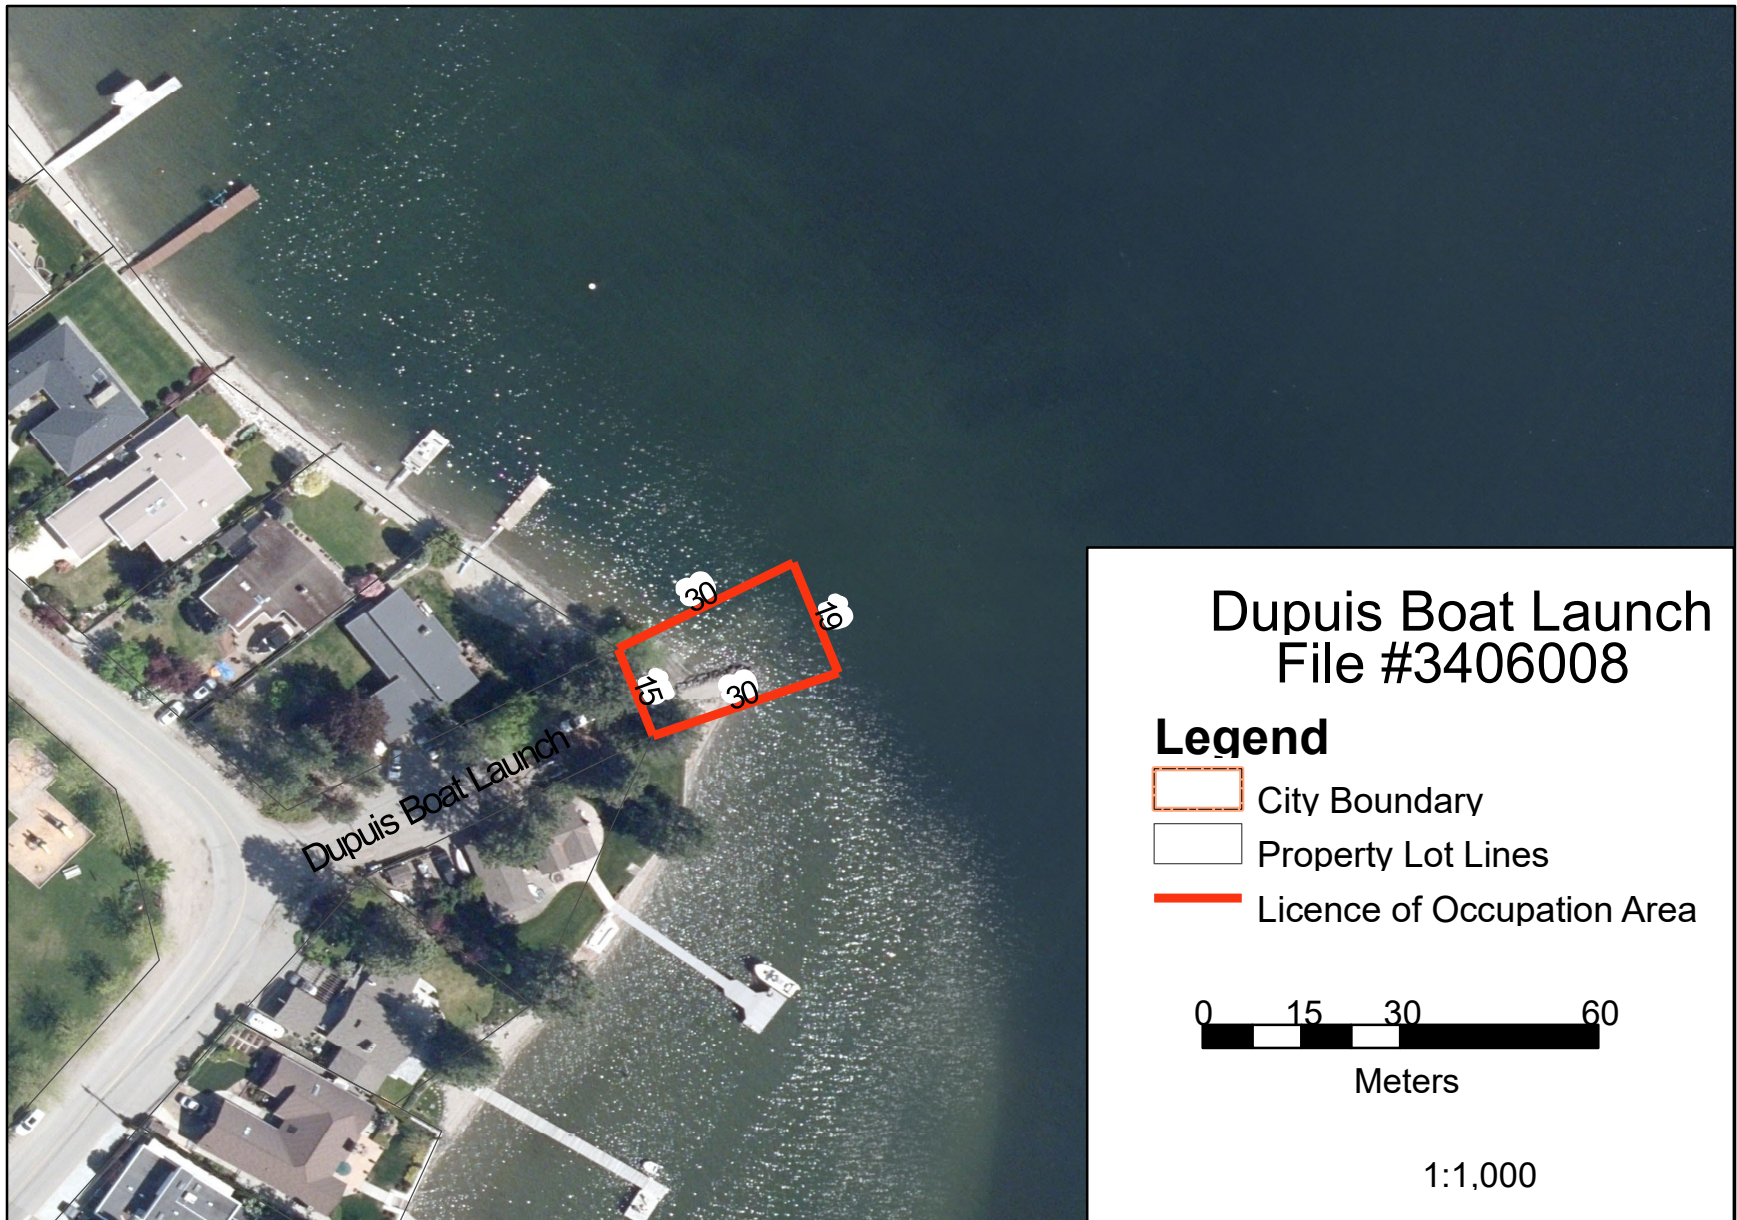 30
19
15
30
Dupuis Boat Launch
Dupuis Boat Launch
File #3406008
Legend
City Boundary
Property Lot Lines
Licence of Occupation Area
0 15 30 60
Meters
1:1,000